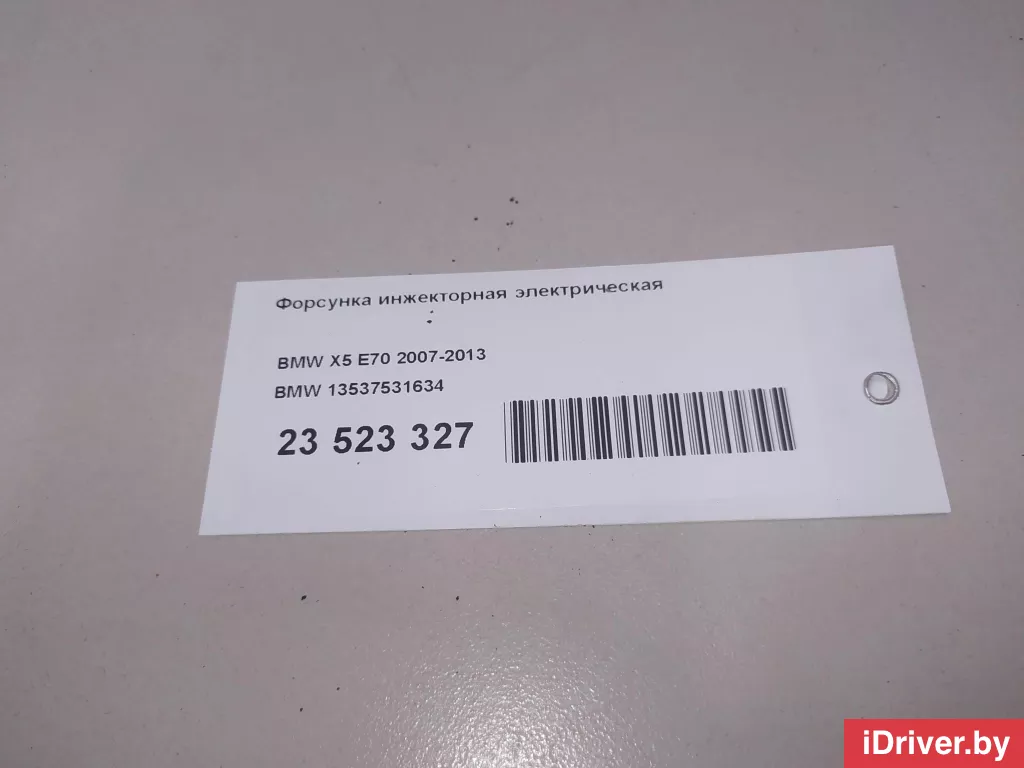 Форсунка инжекторная электрическая
BMW X5 E70 2007-2013
BMW 13537531634
23 523 327
iDriver.by